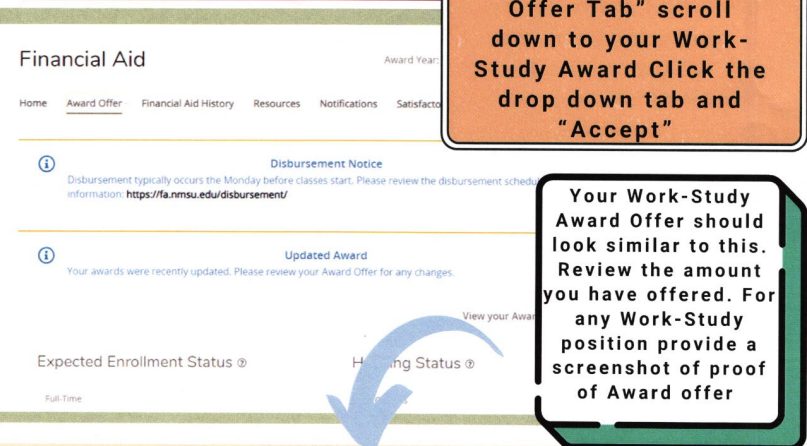 Offer Tab" scroll
down to your Work-
Study Award Click the
drop down tab and
"Accept"
Financial Aid
Award Year:
Home Award Offer Financial Aid History Resources Notifications
Disbursement Notice
Disbursement typically occurs the Monday before classes start. Please review the disbursement
information: https://fa.nmsu.edu/disbursement/
Updated Award
Your awards were recently updated. Please review your Award Offer for any changes.
View your
Your Work-Study
Award Offer should
look similar to this.
Review the amount
you have offered. For
any Work-Study
position provide a
screenshot of proof
of Award offer
Expected Enrollment Status
Status
Full-Time